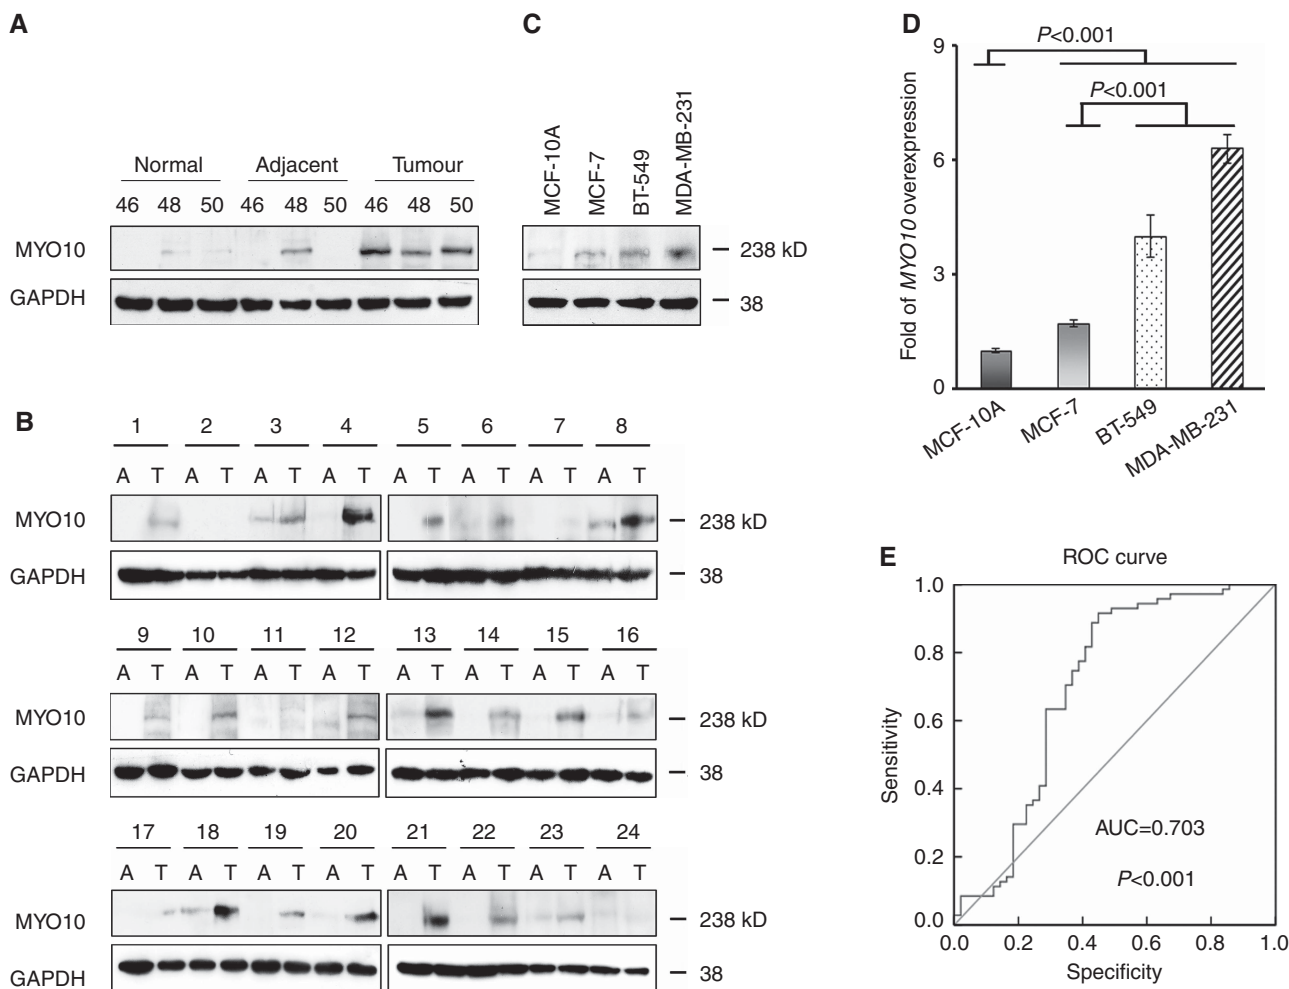 A
Normal Adjacent Tumour
46 48 50 46 48 50 46 48 50
MYO10
GAPDH
C
MCF-10A MCF-7 BT-549 MDA-MB-231
238 kD
38
D
P<0.001
P<0.001
Fold of MYO10 overexpression
9
6
3
0
MCF-10A MCF-7 BT-549 MDA-MB-231
B
1 2 3 4 5 6 7 8
A T A T A T A T A T A T A T A T
MYO10 238 kD
GAPDH 38
9 10 11 12 13 14 15 16
A T A T A T A T A T A T A T A T
MYO10 238 kD
GAPDH 38
17 18 19 20 21 22 23 24
A T A T A T A T A T A T A T A T
MYO10 238 kD
GAPDH 38
E
ROC curve
Sensitivity
1.0
0.8
0.6
0.4
0.2
0.0
AUC=0.703
P<0.001
0.0 0.2 0.4 0.6 0.8 1.0
Specificity